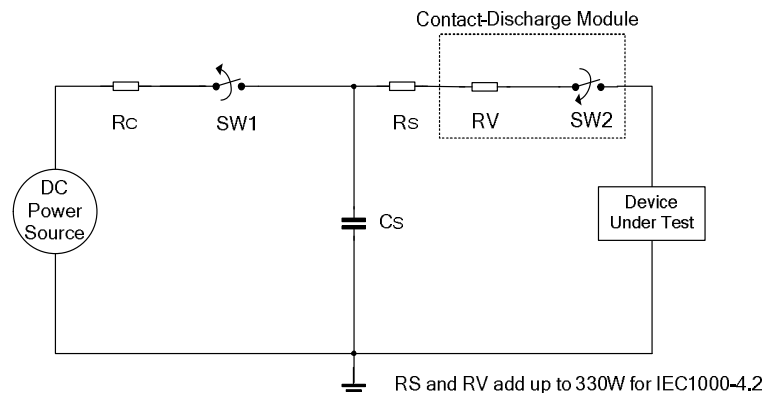 Contact-Discharge Module
RC
SW1
RS
RV
SW2
DC
Power
Source
CS
Device
Under Test
RS and RV add up to 330W for IEC1000-4.2